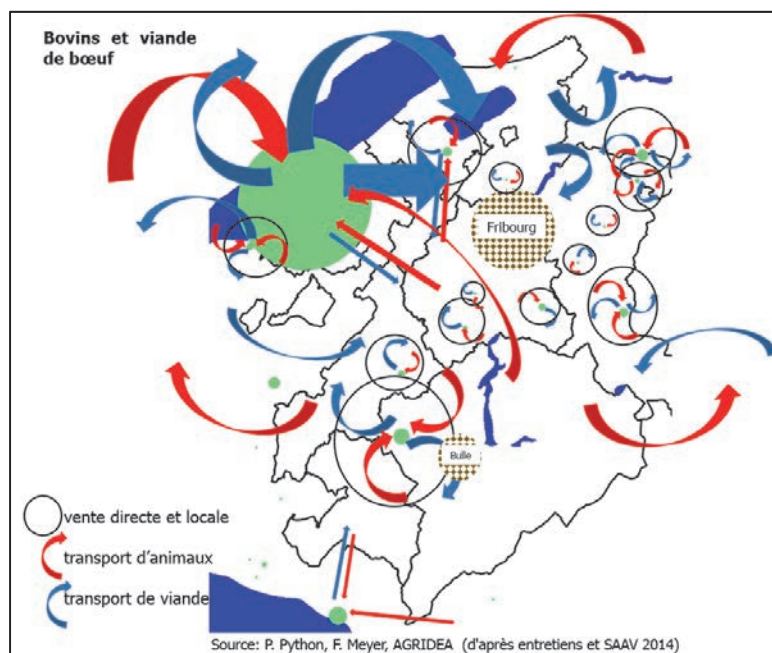 Bovins et viande
de bœuf
Fribourg
Bulle
vente directe et locale
transport d'animaux
transport de viande
Source: P. Python, F. Meyer, AGRIDEA (d'après entretiens et SAAV 2014)